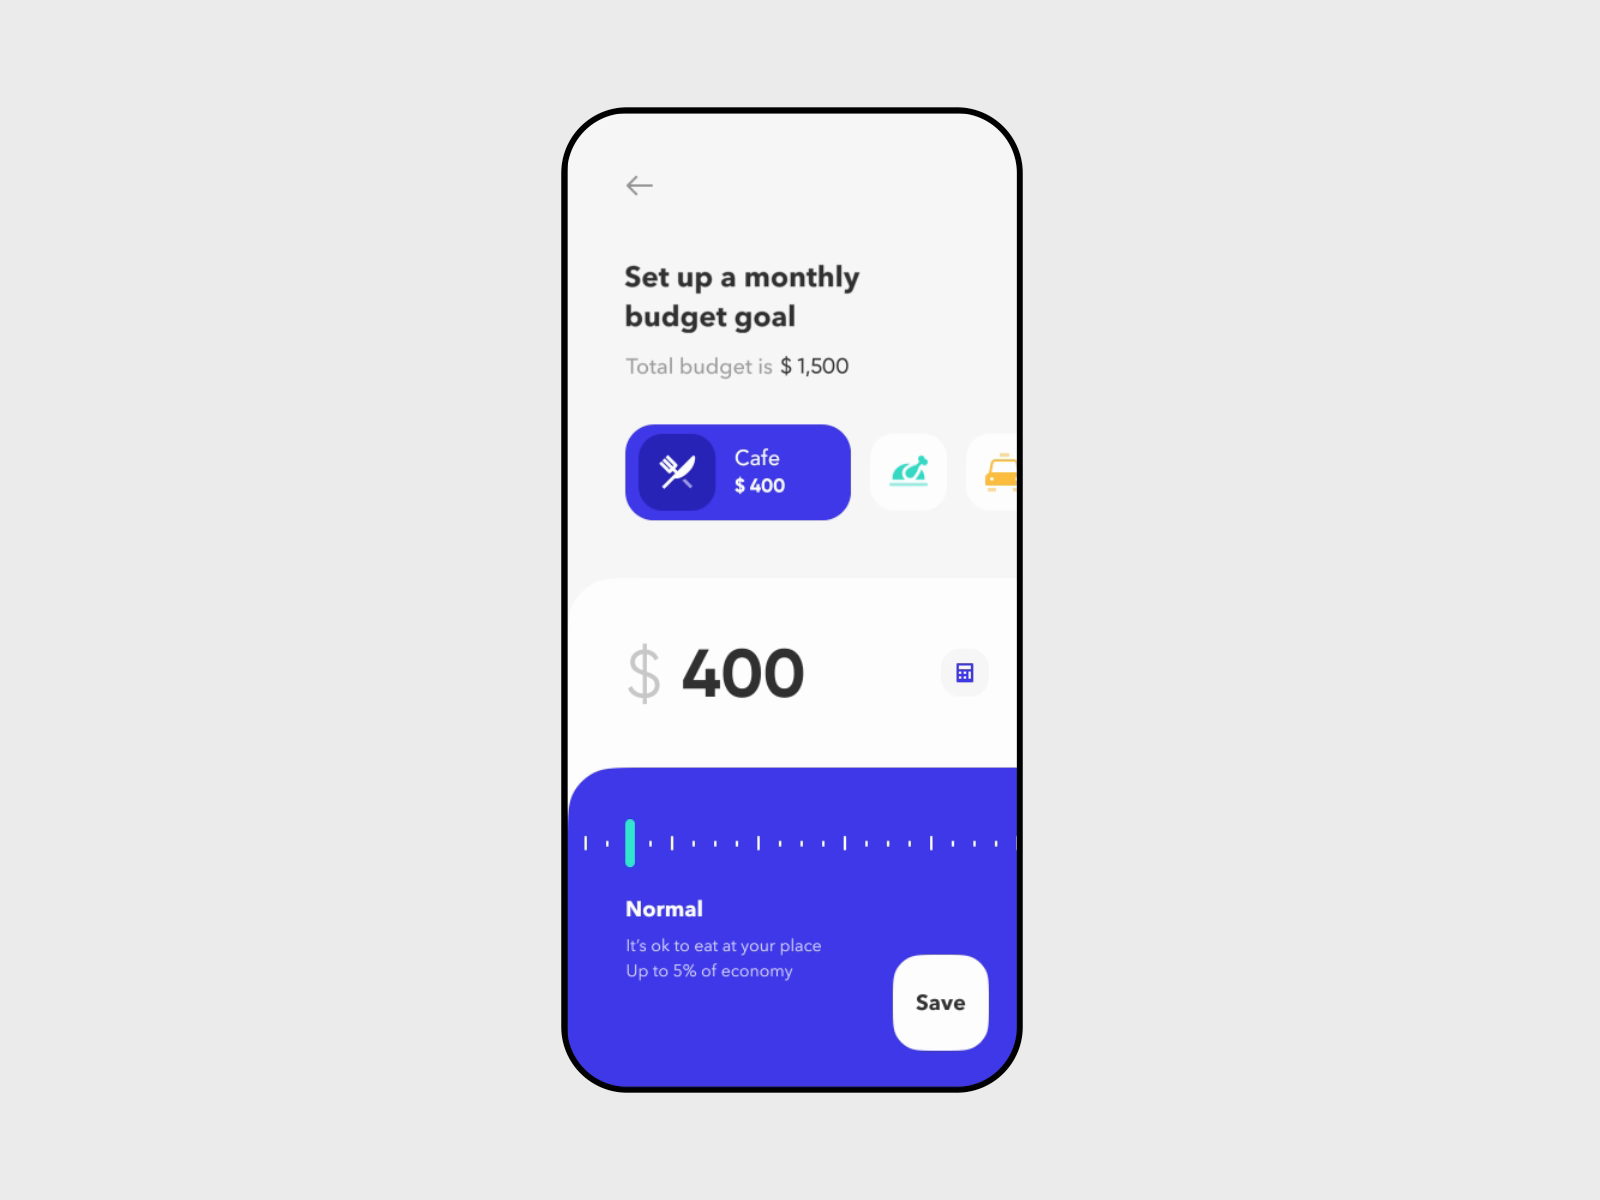 Set up a monthly
budget goal
Total budget is $ 1,500
Cafe
$ 400
$ 400
Normal
It's ok to eat at your place
Up to 5% of economy
Save